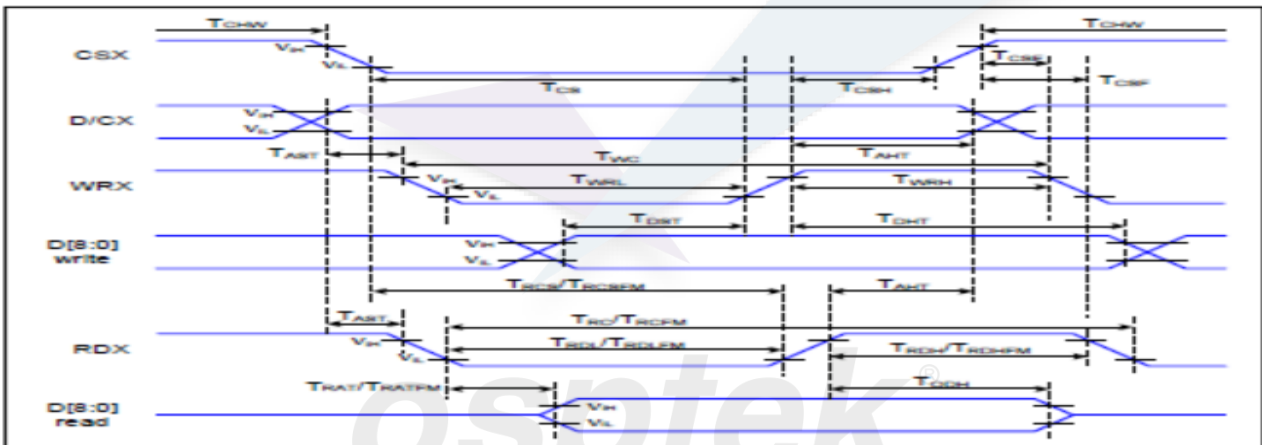 TCHW TCHW
CSX VIH
VIL TCSF
TCS TCSH TCSF
D/CX VIH
VIL
TAST TWC TAHT
WRX VIH TWRL TWRH
VIL
TDST TDHT
D[8:0] VIH
write VIL
TRCS/TRCSFM TAHT
TAST TRC/TRCFM
RDX VIH TRDL/TRDLFM TRDH/TRDHFM
VIL
TRAT/TRATFM TODH
D[8:0] VIH
read VIL
osptek®